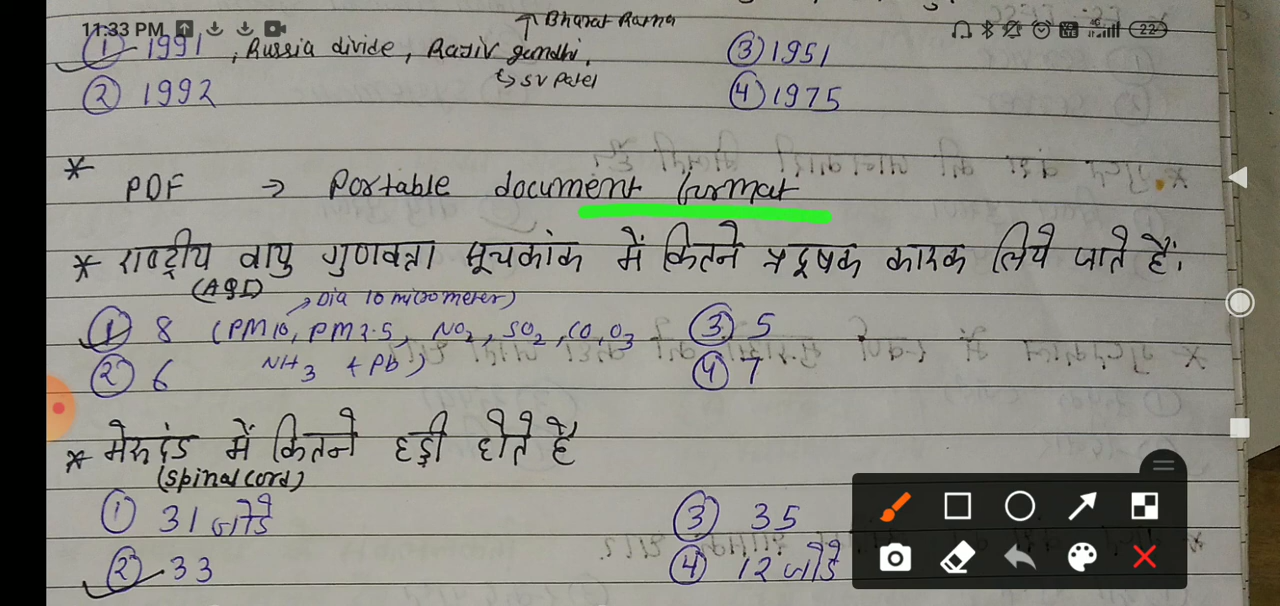 ↑ Bharat Ratna
11:33 PM 22
① 1991 , Russia divide, Rajiv gandhi, ③ 1951
↳ SV Patel
② 1992 ④ 1975
* PDF → Portable document format
* राष्ट्रीय वायु गुणवत्ता सूचकांक में कितने प्रदूषक कारक लिये जाते हैं।
(AQI) → Dia 10 micrometer)
① 8 (PM10, PM2.5, NO2, SO2, CO, O3 ③ 5
NH3 + Pb)
② 6 ④ 7
* मेरुदंड में कितने हड्डी होते है
(spinal cord)
① 31 जोड़े ③ 35
② 33 ④ 12 जोड़े